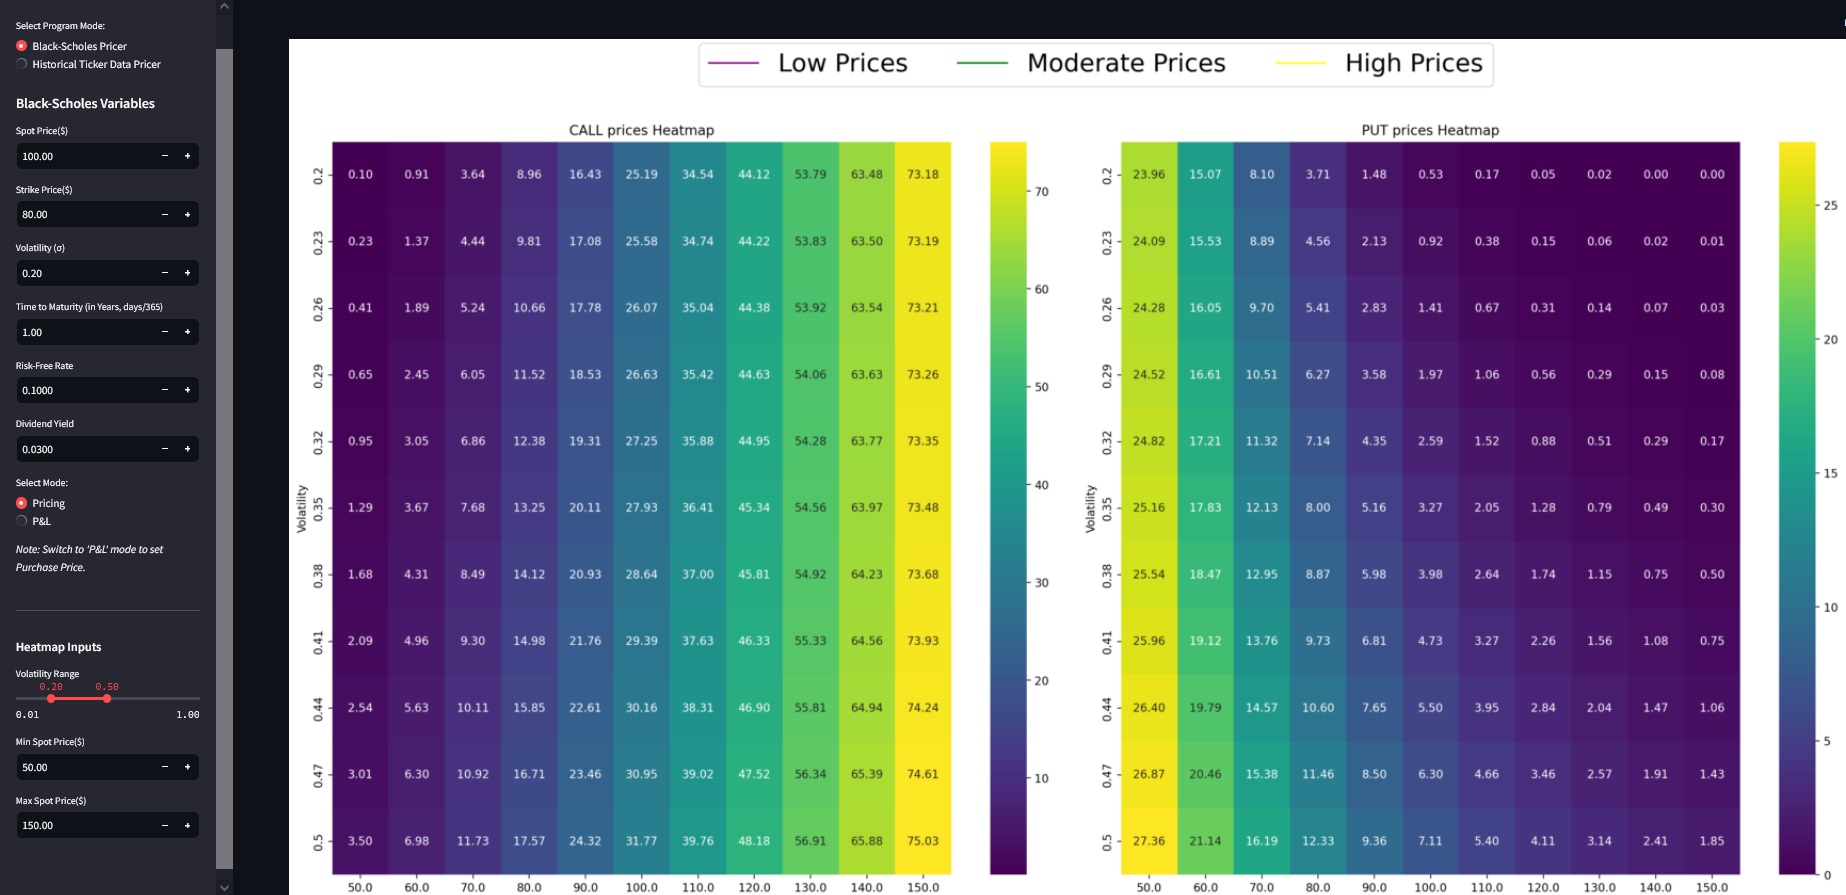 Select Program Mode:
Black-Scholes Pricer
Historical Ticker Data Pricer
Black-Scholes Variables
Spot Price($)
100.00 − +
Strike Price($)
80.00 − +
Volatility (σ)
0.20 − +
Time to Maturity (in Years, days/365)
1.00 − +
Risk-Free Rate
0.1000 − +
Dividend Yield
0.0300 − +
Select Mode:
Pricing
P&L
Note: Switch to 'P&L' mode to set
Purchase Price.
Heatmap Inputs
Volatility Range
0.20 0.50
0.01 1.00
Min Spot Price($)
50.00 − +
Max Spot Price($)
150.00 − +
Low Prices Moderate Prices High Prices
CALL prices Heatmap
Volatility
0.2 0.10 0.91 3.64 8.96 16.43 25.19 34.54 44.12 53.79 63.48 73.18
0.23 0.23 1.37 4.44 9.81 17.08 25.58 34.74 44.22 53.83 63.50 73.19
0.26 0.41 1.89 5.24 10.66 17.78 26.07 35.04 44.38 53.92 63.54 73.21
0.29 0.65 2.45 6.05 11.52 18.53 26.63 35.42 44.63 54.06 63.63 73.26
0.32 0.95 3.05 6.86 12.38 19.31 27.25 35.88 44.95 54.28 63.77 73.35
0.35 1.29 3.67 7.68 13.25 20.11 27.93 36.41 45.34 54.56 63.97 73.48
0.38 1.68 4.31 8.49 14.12 20.93 28.64 37.00 45.81 54.92 64.23 73.68
0.41 2.09 4.96 9.30 14.98 21.76 29.39 37.63 46.33 55.33 64.56 73.93
0.44 2.54 5.63 10.11 15.85 22.61 30.16 38.31 46.90 55.81 64.94 74.24
0.47 3.01 6.30 10.92 16.71 23.46 30.95 39.02 47.52 56.34 65.39 74.61
0.5 3.50 6.98 11.73 17.57 24.32 31.77 39.76 48.18 56.91 65.88 75.03
50.0 60.0 70.0 80.0 90.0 100.0 110.0 120.0 130.0 140.0 150.0
70
60
50
40
30
20
10
PUT prices Heatmap
Volatility
0.2 23.96 15.07 8.10 3.71 1.48 0.53 0.17 0.05 0.02 0.00 0.00
0.23 24.09 15.53 8.89 4.56 2.13 0.92 0.38 0.15 0.06 0.02 0.01
0.26 24.28 16.05 9.70 5.41 2.83 1.41 0.67 0.31 0.14 0.07 0.03
0.29 24.52 16.61 10.51 6.27 3.58 1.97 1.06 0.56 0.29 0.15 0.08
0.32 24.82 17.21 11.32 7.14 4.35 2.59 1.52 0.88 0.51 0.29 0.17
0.35 25.16 17.83 12.13 8.00 5.16 3.27 2.05 1.28 0.79 0.49 0.30
0.38 25.54 18.47 12.95 8.87 5.98 3.98 2.64 1.74 1.15 0.75 0.50
0.41 25.96 19.12 13.76 9.73 6.81 4.73 3.27 2.26 1.56 1.08 0.75
0.44 26.40 19.79 14.57 10.60 7.65 5.50 3.95 2.84 2.04 1.47 1.06
0.47 26.87 20.46 15.38 11.46 8.50 6.30 4.66 3.46 2.57 1.91 1.43
0.5 27.36 21.14 16.19 12.33 9.36 7.11 5.40 4.11 3.14 2.41 1.85
50.0 60.0 70.0 80.0 90.0 100.0 110.0 120.0 130.0 140.0 150.0
25
20
15
10
5
0